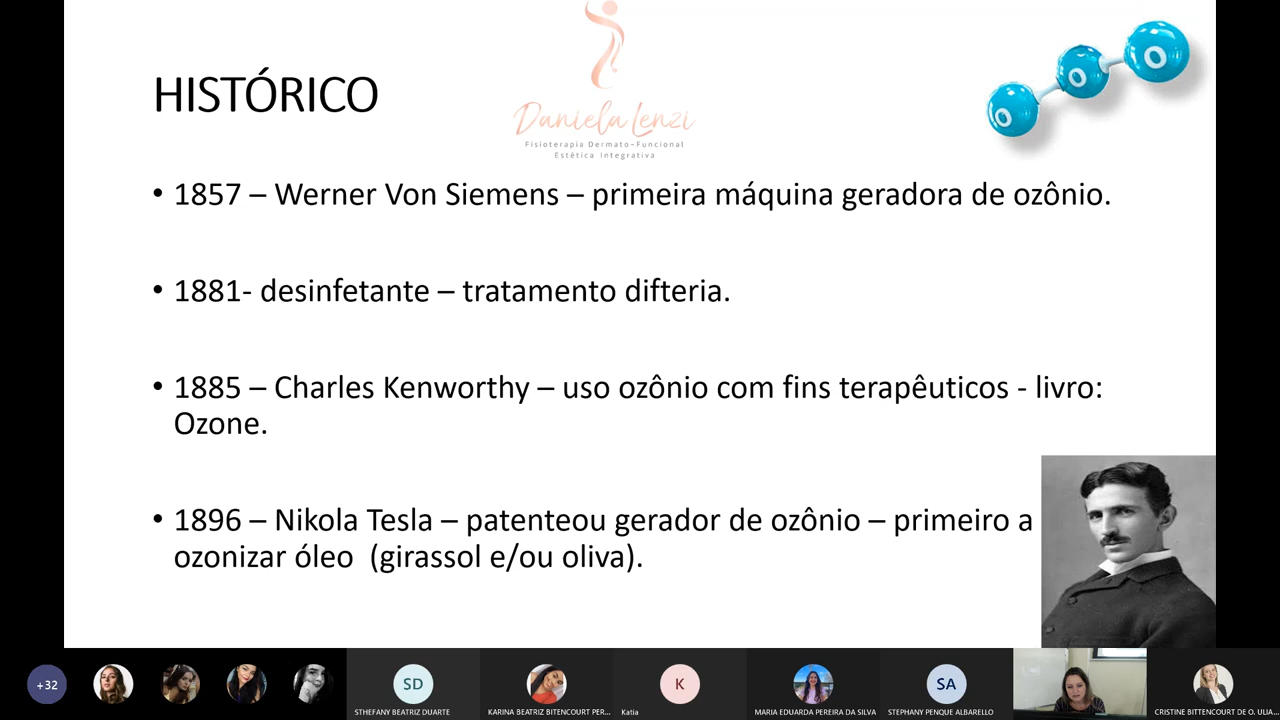 HISTÓRICO
Daniela Lenzi
Fisioterapia Dermato-Funcional
Estética Integrativa
O
O
O
• 1857 – Werner Von Siemens – primeira máquina geradora de ozônio.
• 1881- desinfetante – tratamento difteria.
• 1885 – Charles Kenworthy – uso ozônio com fins terapêuticos - livro:
Ozone.
• 1896 – Nikola Tesla – patenteou gerador de ozônio – primeiro a
ozonizar óleo (girassol e/ou oliva).
+32
SD
STHEFANY BEATRIZ DUARTE
KARINA BEATRIZ BITENCOURT PER...
K
Katia
MARIA EDUARDA PEREIRA DA SILVA
SA
STEPHANY PENQUE ALBARELLO
CRISTINE BITTENCOURT DE O. ULIA...